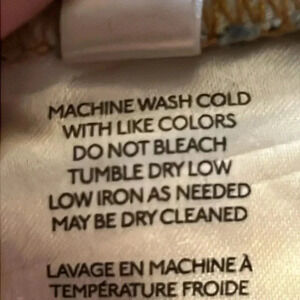 MACHINE WASH COLD
WITH LIKE COLORS
DO NOT BLEACH
TUMBLE DRY LOW
LOW IRON AS NEEDED
MAY BE DRY CLEANED
LAVAGE EN MACHINE À
TEMPÉRATURE FROIDE